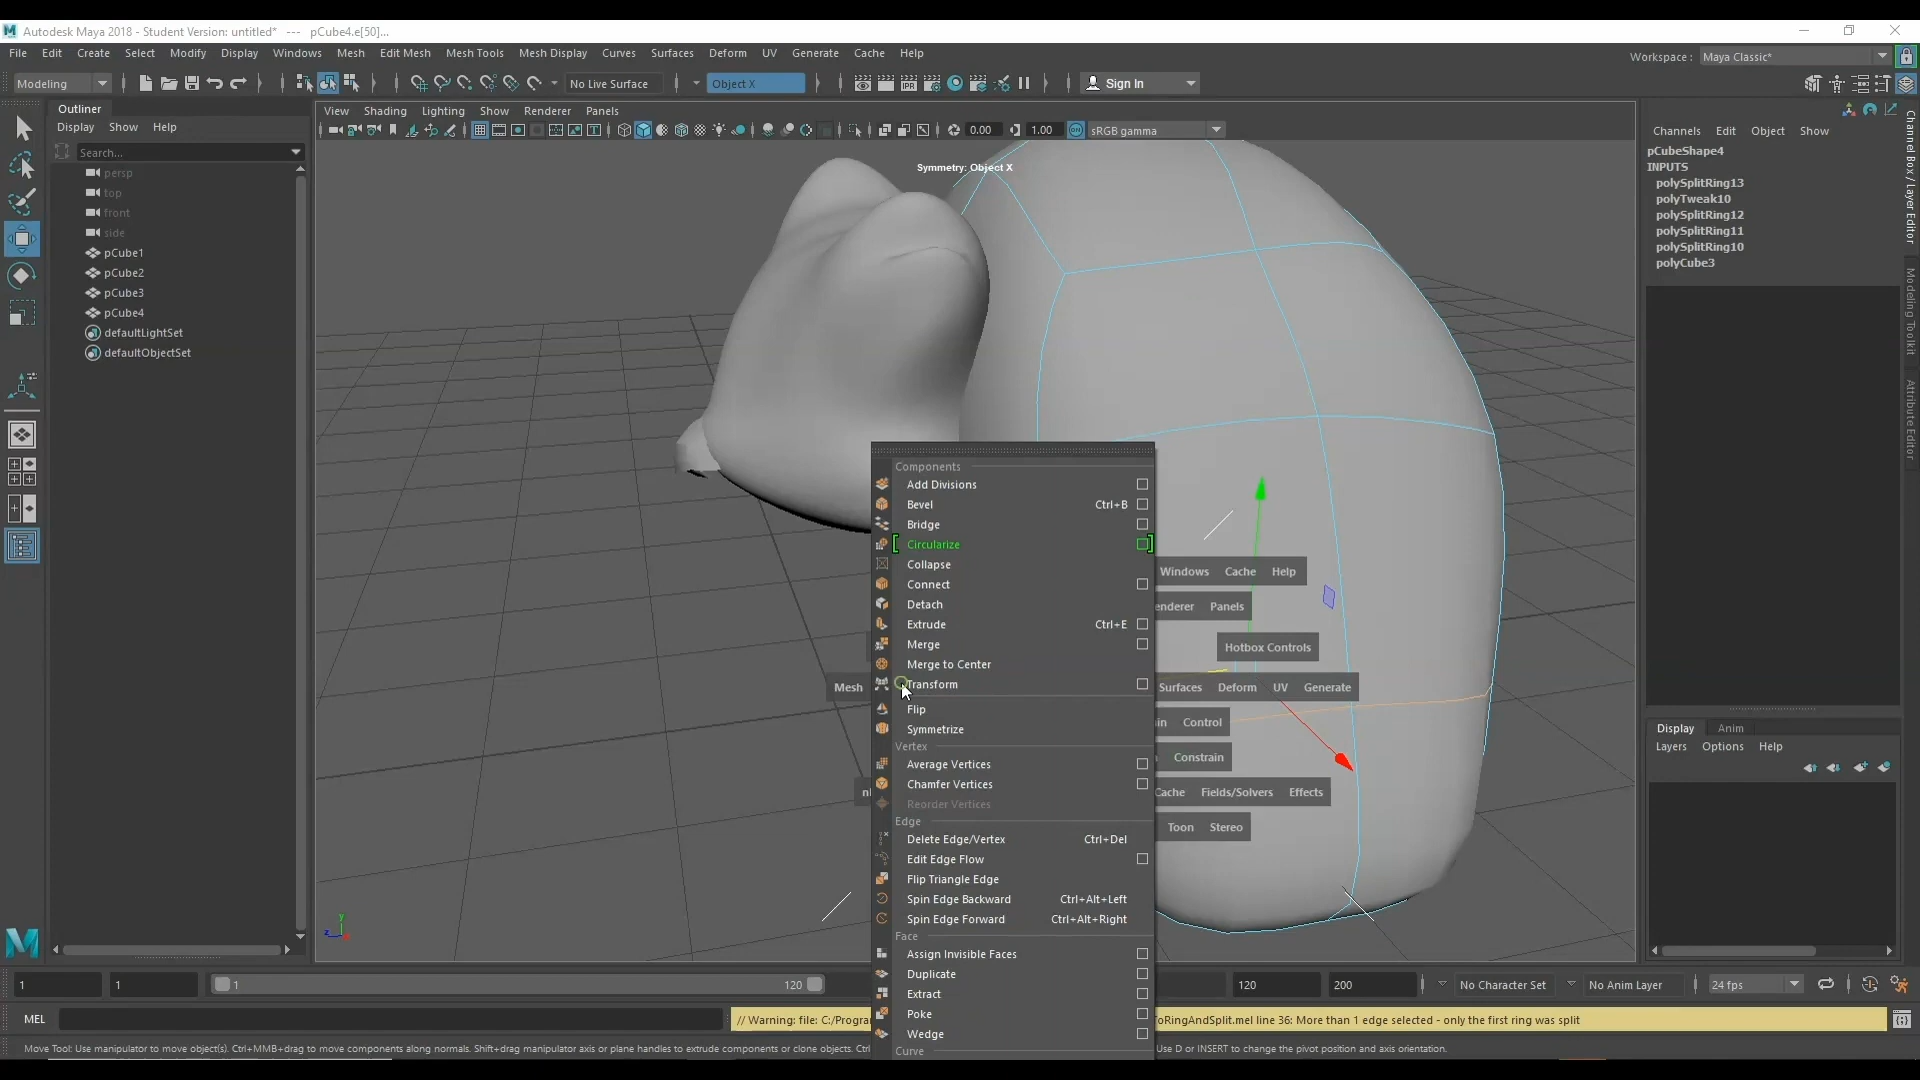 Autodesk Maya 2018 - Student Version: untitled* --- pCube4.e[50]...
File Edit Create Select Modify Display Windows Mesh Edit Mesh Mesh Tools Mesh Display Curves Surfaces Deform UV Generate Cache Help
Workspace : Maya Classic*
Modeling No Live Surface Object X Sign In
Outliner
Display Show Help
Search...
persp
top
front
side
pCube1
pCube2
pCube3
pCube4
defaultLightSet
defaultObjectSet
View Shading Lighting Show Renderer Panels
0.00 1.00 sRGB gamma
Symmetry: Object X
Components
Add Divisions
Bevel Ctrl+B
Bridge
Circularize
Collapse
Connect
Detach
Extrude Ctrl+E
Merge
Merge to Center
Transform
Flip
Symmetrize
Vertex
Average Vertices
Chamfer Vertices
Reorder Vertices
Edge
Delete Edge/Vertex Ctrl+Del
Edit Edge Flow
Flip Triangle Edge
Spin Edge Backward Ctrl+Alt+Left
Spin Edge Forward Ctrl+Alt+Right
Face
Assign Invisible Faces
Duplicate
Extract
Poke
Wedge
Curve
Windows Cache Help
enderer Panels
Hotbox Controls
Mesh
Surfaces Deform UV Generate
in Control
Constrain
Cache Fields/Solvers Effects
Toon Stereo
Channels Edit Object Show
pCubeShape4
INPUTS
polySplitRing13
polyTweak10
polySplitRing12
polySplitRing11
polySplitRing10
polyCube3
Channel Box / Layer Editor
Modeling Toolkit
Attribute Editor
Display Anim
Layers Options Help
y
z
1 1 1 120 120 200 No Character Set No Anim Layer 24 fps
MEL // Warning: file: C:/Progra oRingAndSplit.mel line 36: More than 1 edge selected - only the first ring was split
Move Tool: Use manipulator to move object(s). Ctrl+MMB+drag to move components along normals. Shift+drag manipulator axis or plane handles to extrude components or clone objects. Ctrl Use D or INSERT to change the pivot position and axis orientation.